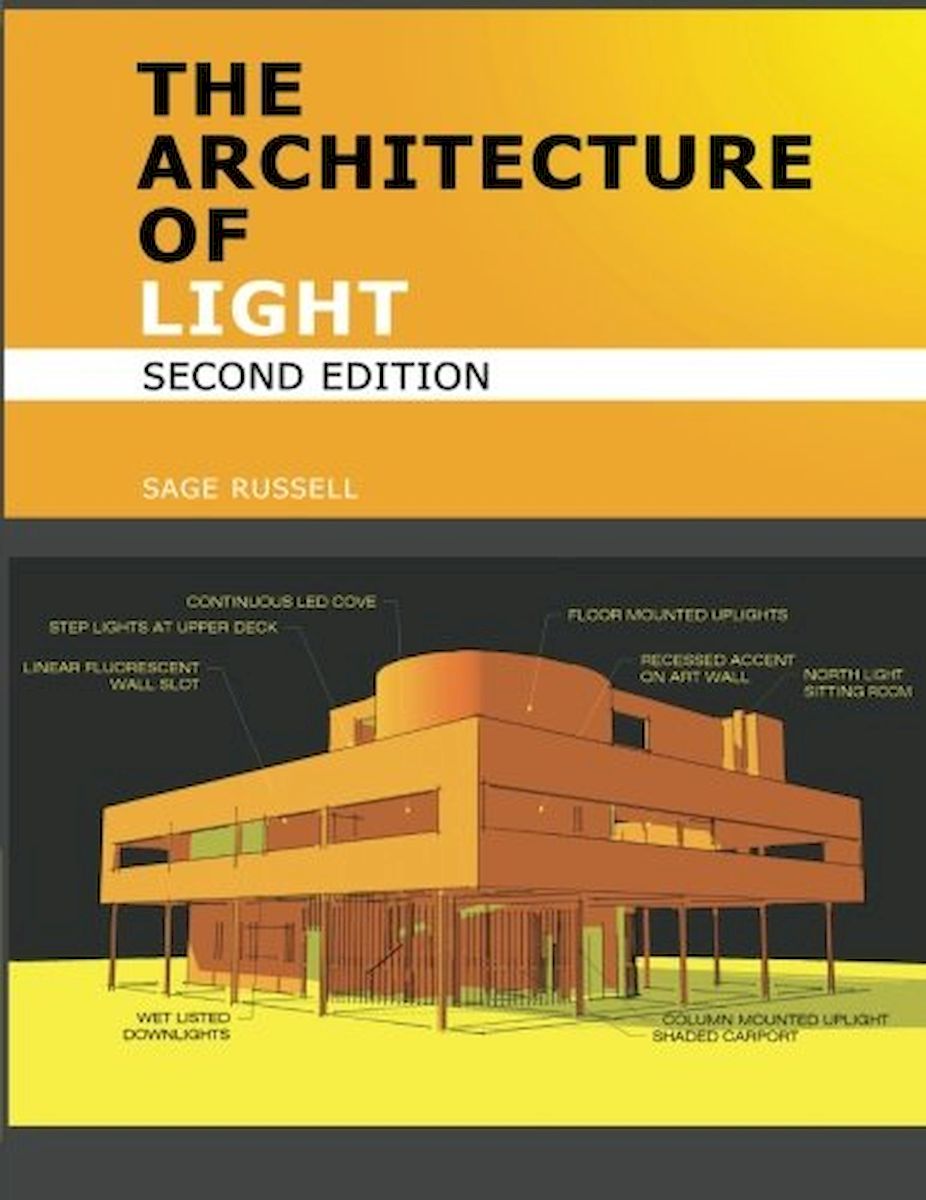 THE
ARCHITECTURE
OF
LIGHT
SECOND EDITION
SAGE RUSSELL
CONTINUOUS LED COVE
STEP LIGHTS AT UPPER DECK
LINEAR FLUORESCENT
WALL SLOT
FLOOR MOUNTED UPLIGHTS
RECESSED ACCENT
ON ART WALL
NORTH LIGHT
SITTING ROOM
WET LISTED
DOWNLIGHTS
COLUMN MOUNTED UPLIGHT
SHADED CARPORT